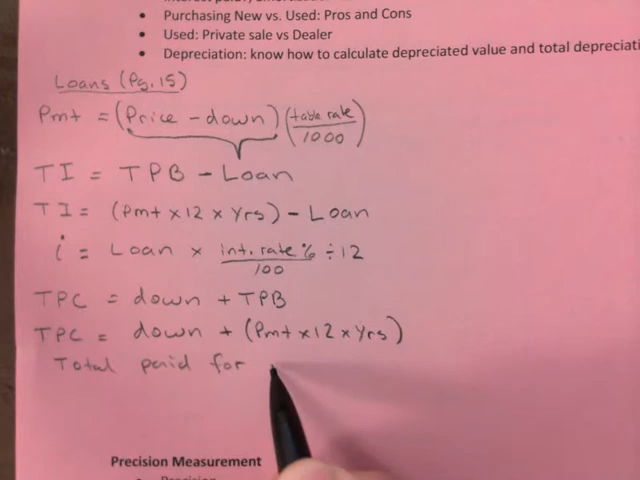 • Purchasing New vs. Used: Pros and Cons
• Used: Private sale vs Dealer
• Depreciation: know how to calculate depreciated value and total depreciati
Loans (Pg. 15)
Pmt = (Price - down) (table rate / 1000)
TI = TPB - Loan
TI = (Pmt × 12 × Yrs) - Loan
i = Loan × int. rate % / 100 ÷ 12
TPC = down + TPB
TPC = down + (Pmt × 12 × Yrs)
Total paid for
Precision Measurement